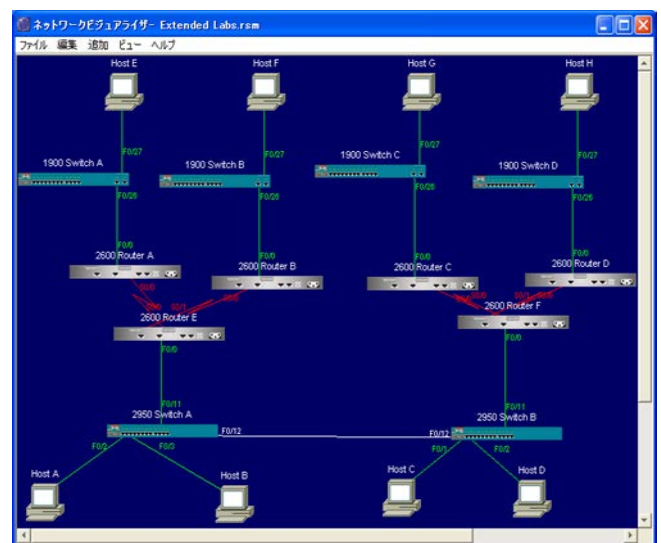 ネットワークビジュアライザー Extended Labs.rsm
ファイル 編集 追加 ビュー ヘルプ
Host E
Host F
Host G
Host H
F0/27
F0/27
F0/27
F0/27
1900 Switch A
1900 Switch B
1900 Switch C
1900 Switch D
F0/26
F0/26
F0/26
F0/26
F0/0
F0/0
F0/0
F0/0
2600 Router A
2600 Router B
2600 Router C
2600 Router D
S0/0
S0/0
S0/1
S0/0
S0/1
2600 Router E
2600 Router F
F0/0
F0/0
F0/11
F0/11
2950 Switch A
2950 Switch B
F0/12
F0/12
F0/2
F0/3
F0/1
F0/2
Host A
Host B
Host C
Host D